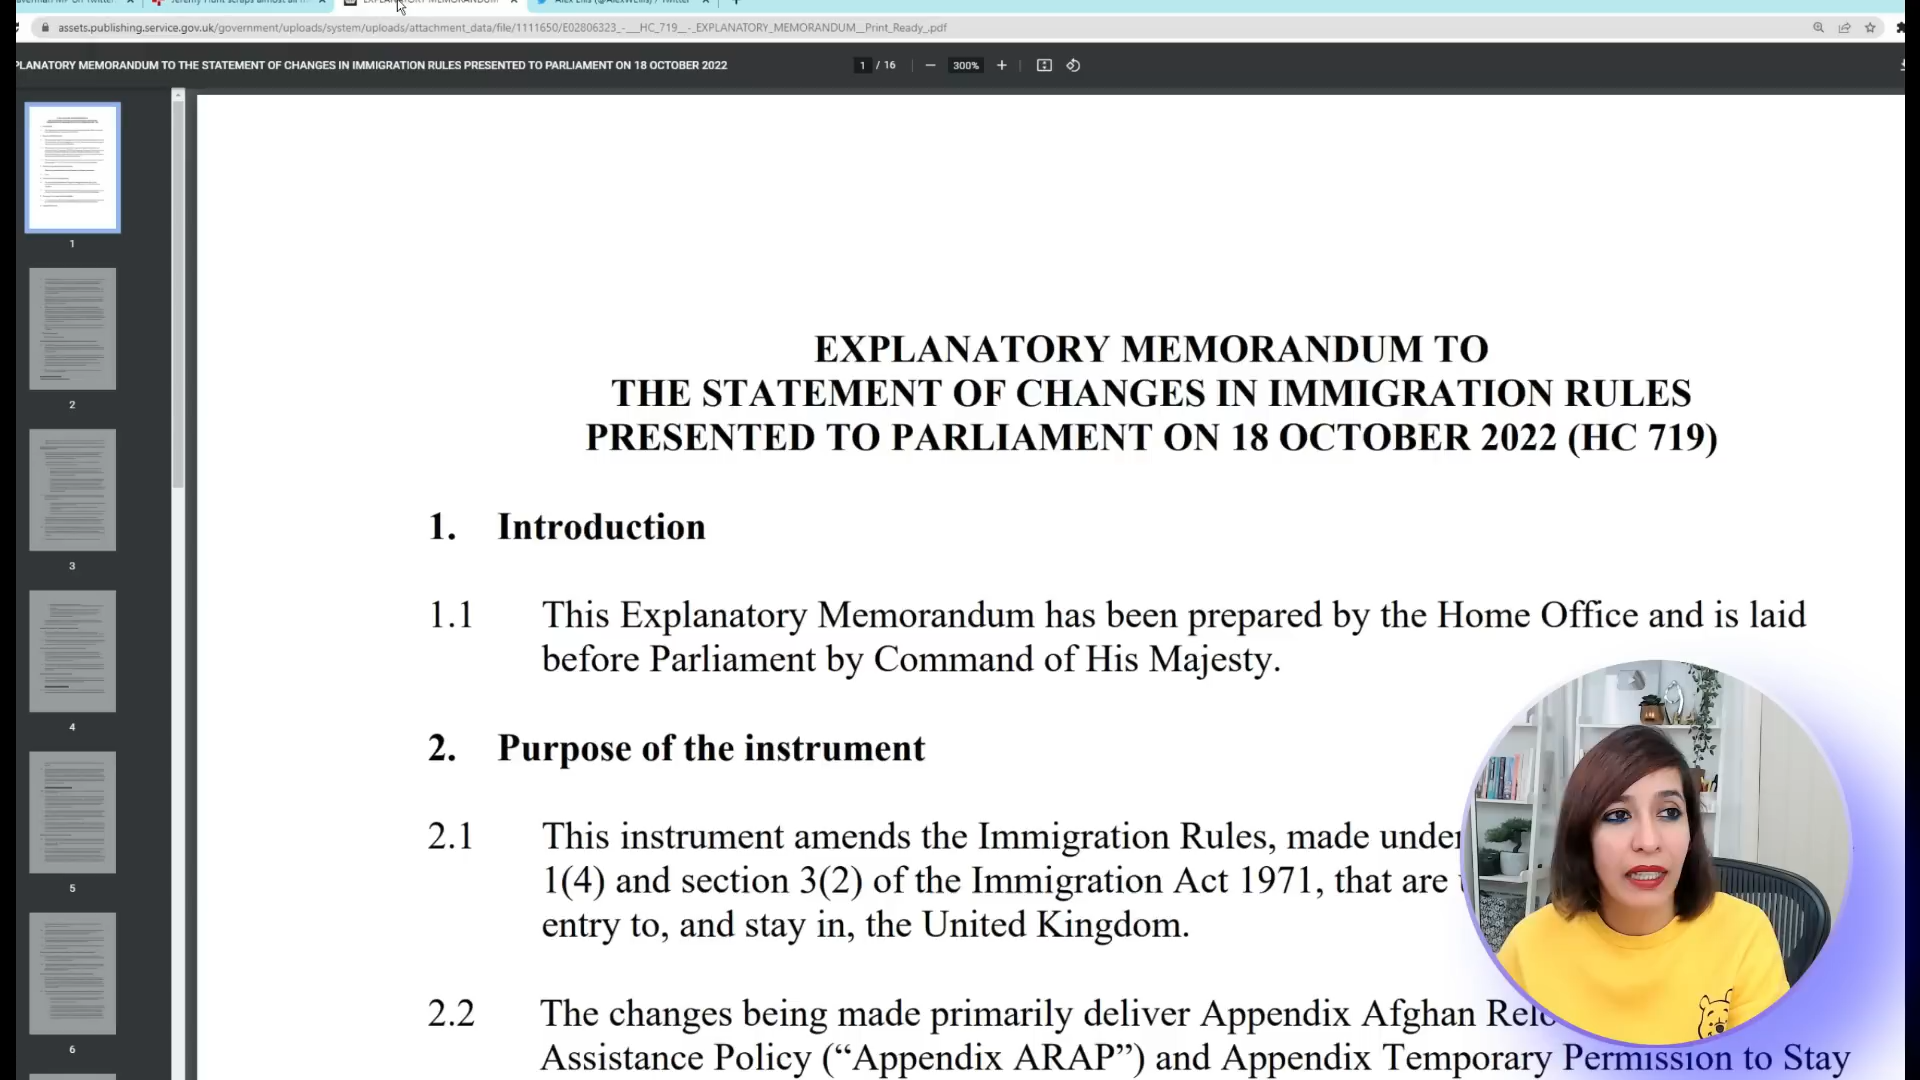 assets.publishing.service.gov.uk/government/uploads/system/uploads/attachment_data/file/1111650/E02806323_-___HC_719__-_EXPLANATORY_MEMORANDUM__Print_Ready_.pdf
PLANATORY MEMORANDUM TO THE STATEMENT OF CHANGES IN IMMIGRATION RULES PRESENTED TO PARLIAMENT ON 18 OCTOBER 2022
1 / 16
300%
1
2
3
4
5
6
EXPLANATORY MEMORANDUM TO
THE STATEMENT OF CHANGES IN IMMIGRATION RULES
PRESENTED TO PARLIAMENT ON 18 OCTOBER 2022 (HC 719)
1. Introduction
1.1 This Explanatory Memorandum has been prepared by the Home Office and is laid
before Parliament by Command of His Majesty.
2. Purpose of the instrument
2.1 This instrument amends the Immigration Rules, made under
1(4) and section 3(2) of the Immigration Act 1971, that are
entry to, and stay in, the United Kingdom.
2.2 The changes being made primarily deliver Appendix Afghan
Assistance Policy (“Appendix ARAP”) and Appendix Temporary Permission to Stay